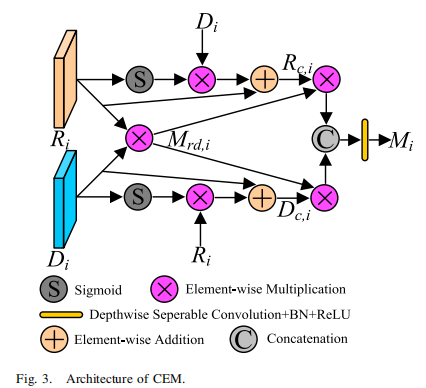 D_i
S × + R_{c,i} ×
R_i × M_{rd,i} C M_i
S × + D_{c,i} ×
D_i R_i
S Sigmoid × Element-wise Multiplication
Depthwise Seperable Convolution+BN+ReLU
+ Element-wise Addition C Concatenation
Fig. 3. Architecture of CEM.